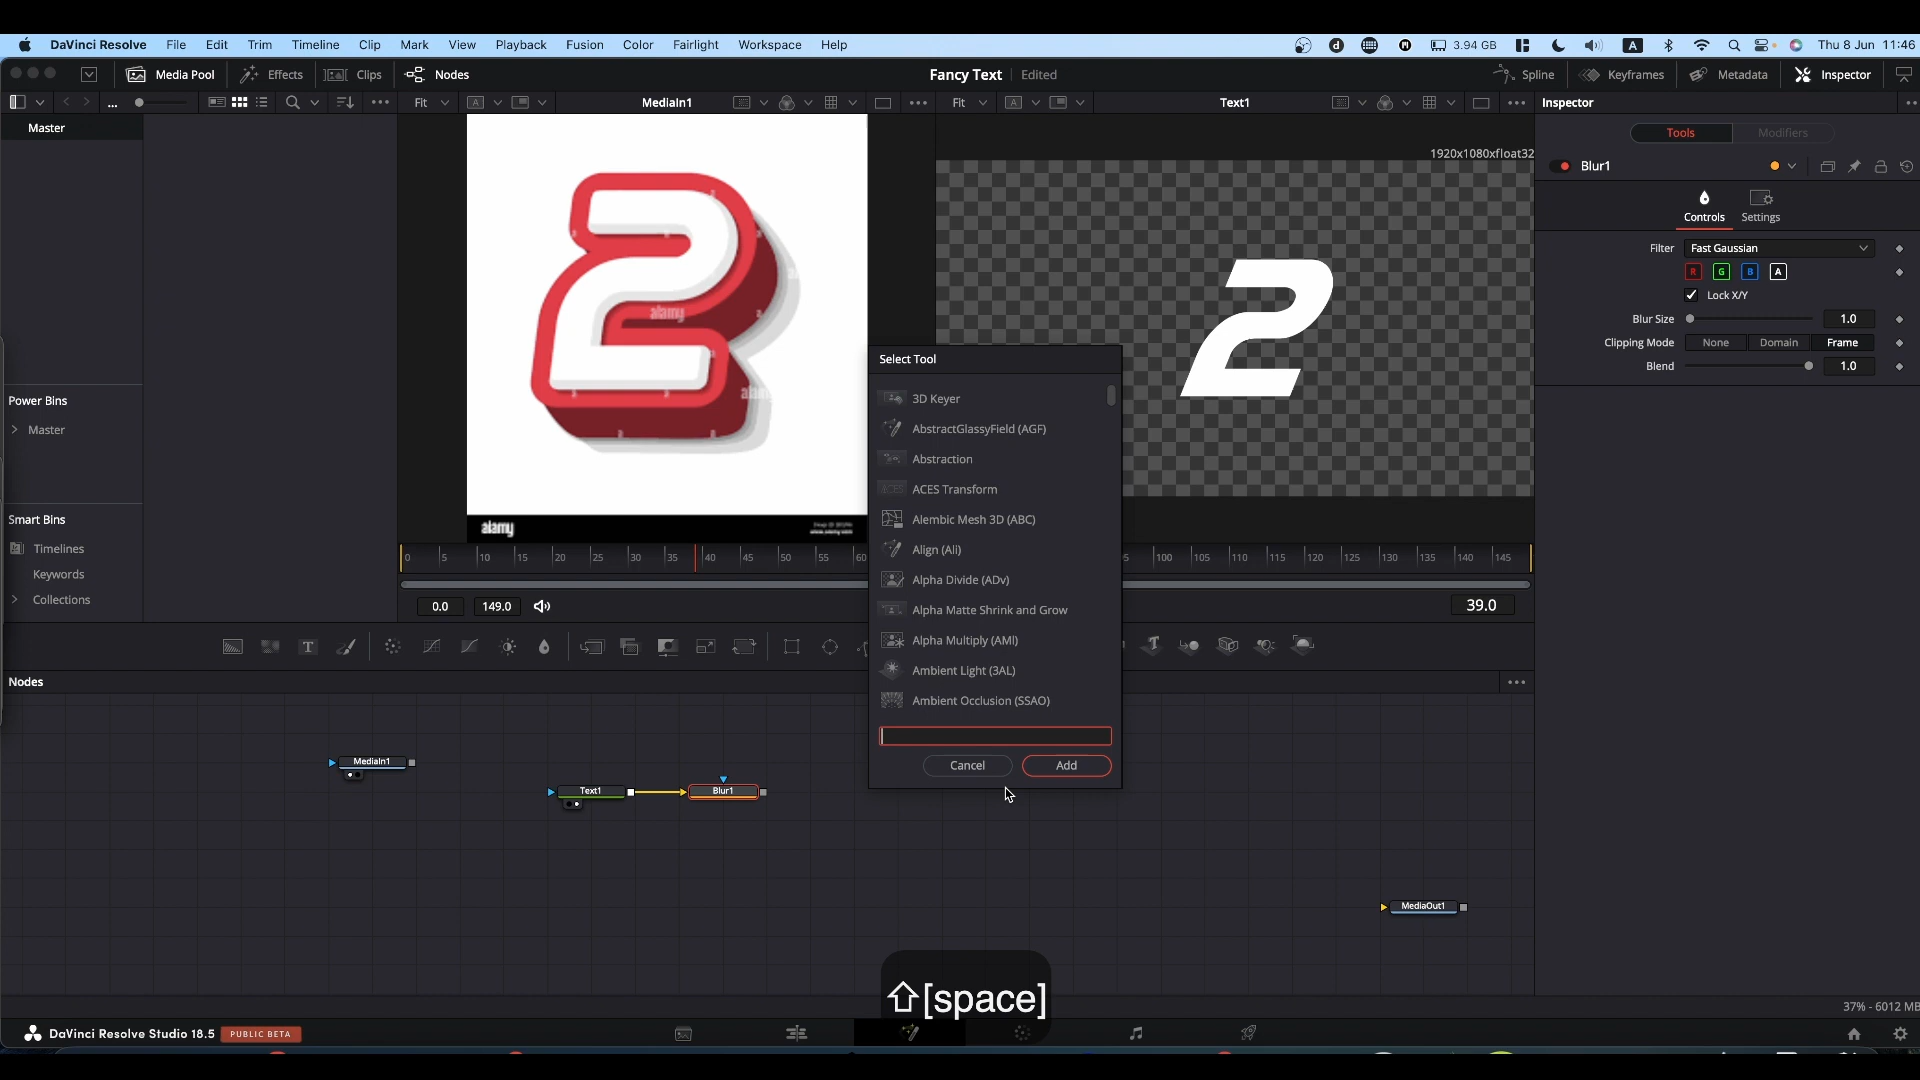 DaVinci Resolve File Edit Trim Timeline Clip Mark View Playback Fusion Color Fairlight Workspace Help
3.94 GB A Thu 8 Jun 11:46
Media Pool Effects Clips Nodes
Fancy Text Edited
Spline Keyframes Metadata Inspector
Fit A MediaIn1
Fit A Text1
Inspector
Master
Power Bins
Master
Smart Bins
Timelines
Keywords
Collections
2
alamy
alamy
alamy
1920x1080xfloat32
2
Tools Modifiers
Blur1
Controls Settings
Filter Fast Gaussian
R G B A
Lock X/Y
Blur Size 1.0
Clipping Mode None Domain Frame
Blend 1.0
Select Tool
3D Keyer
AbstractGlassyField (AGF)
Abstraction
ACES Transform
Alembic Mesh 3D (ABC)
Align (Ali)
Alpha Divide (ADv)
Alpha Matte Shrink and Grow
Alpha Multiply (AMl)
Ambient Light (3AL)
Ambient Occlusion (SSAO)
Cancel Add
0 5 10 15 20 25 30 35 40 45 50 55 60
100 105 110 115 120 125 130 135 140 145
0.0 149.0
39.0
T
Nodes
MediaIn1
Text1
Blur1
MediaOut1
[space]
37% - 6012 MB
DaVinci Resolve Studio 18.5 PUBLIC BETA